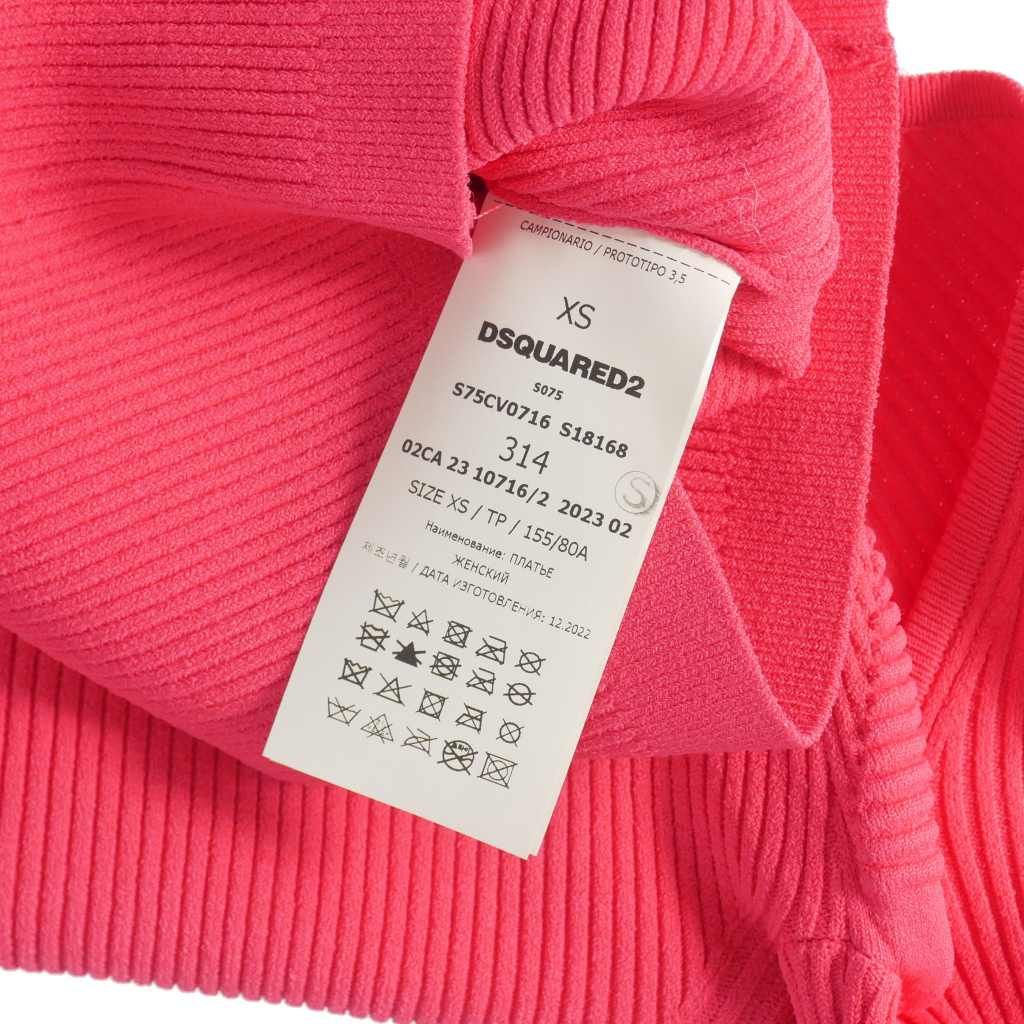 CAMPIONARIO / PROTOTIPO 3,5
XS
DSQUARED2
S075
S75CV0716 S18168
314
02CA 23 10716/2 2023 02
S
SIZE XS / TP / 155/80A
Наименование: ПЛАТЬЕ
ЖЕНСКИЙ
제조년월 / ДАТА ИЗГОТОВЛЕНИЯ: 12.2022